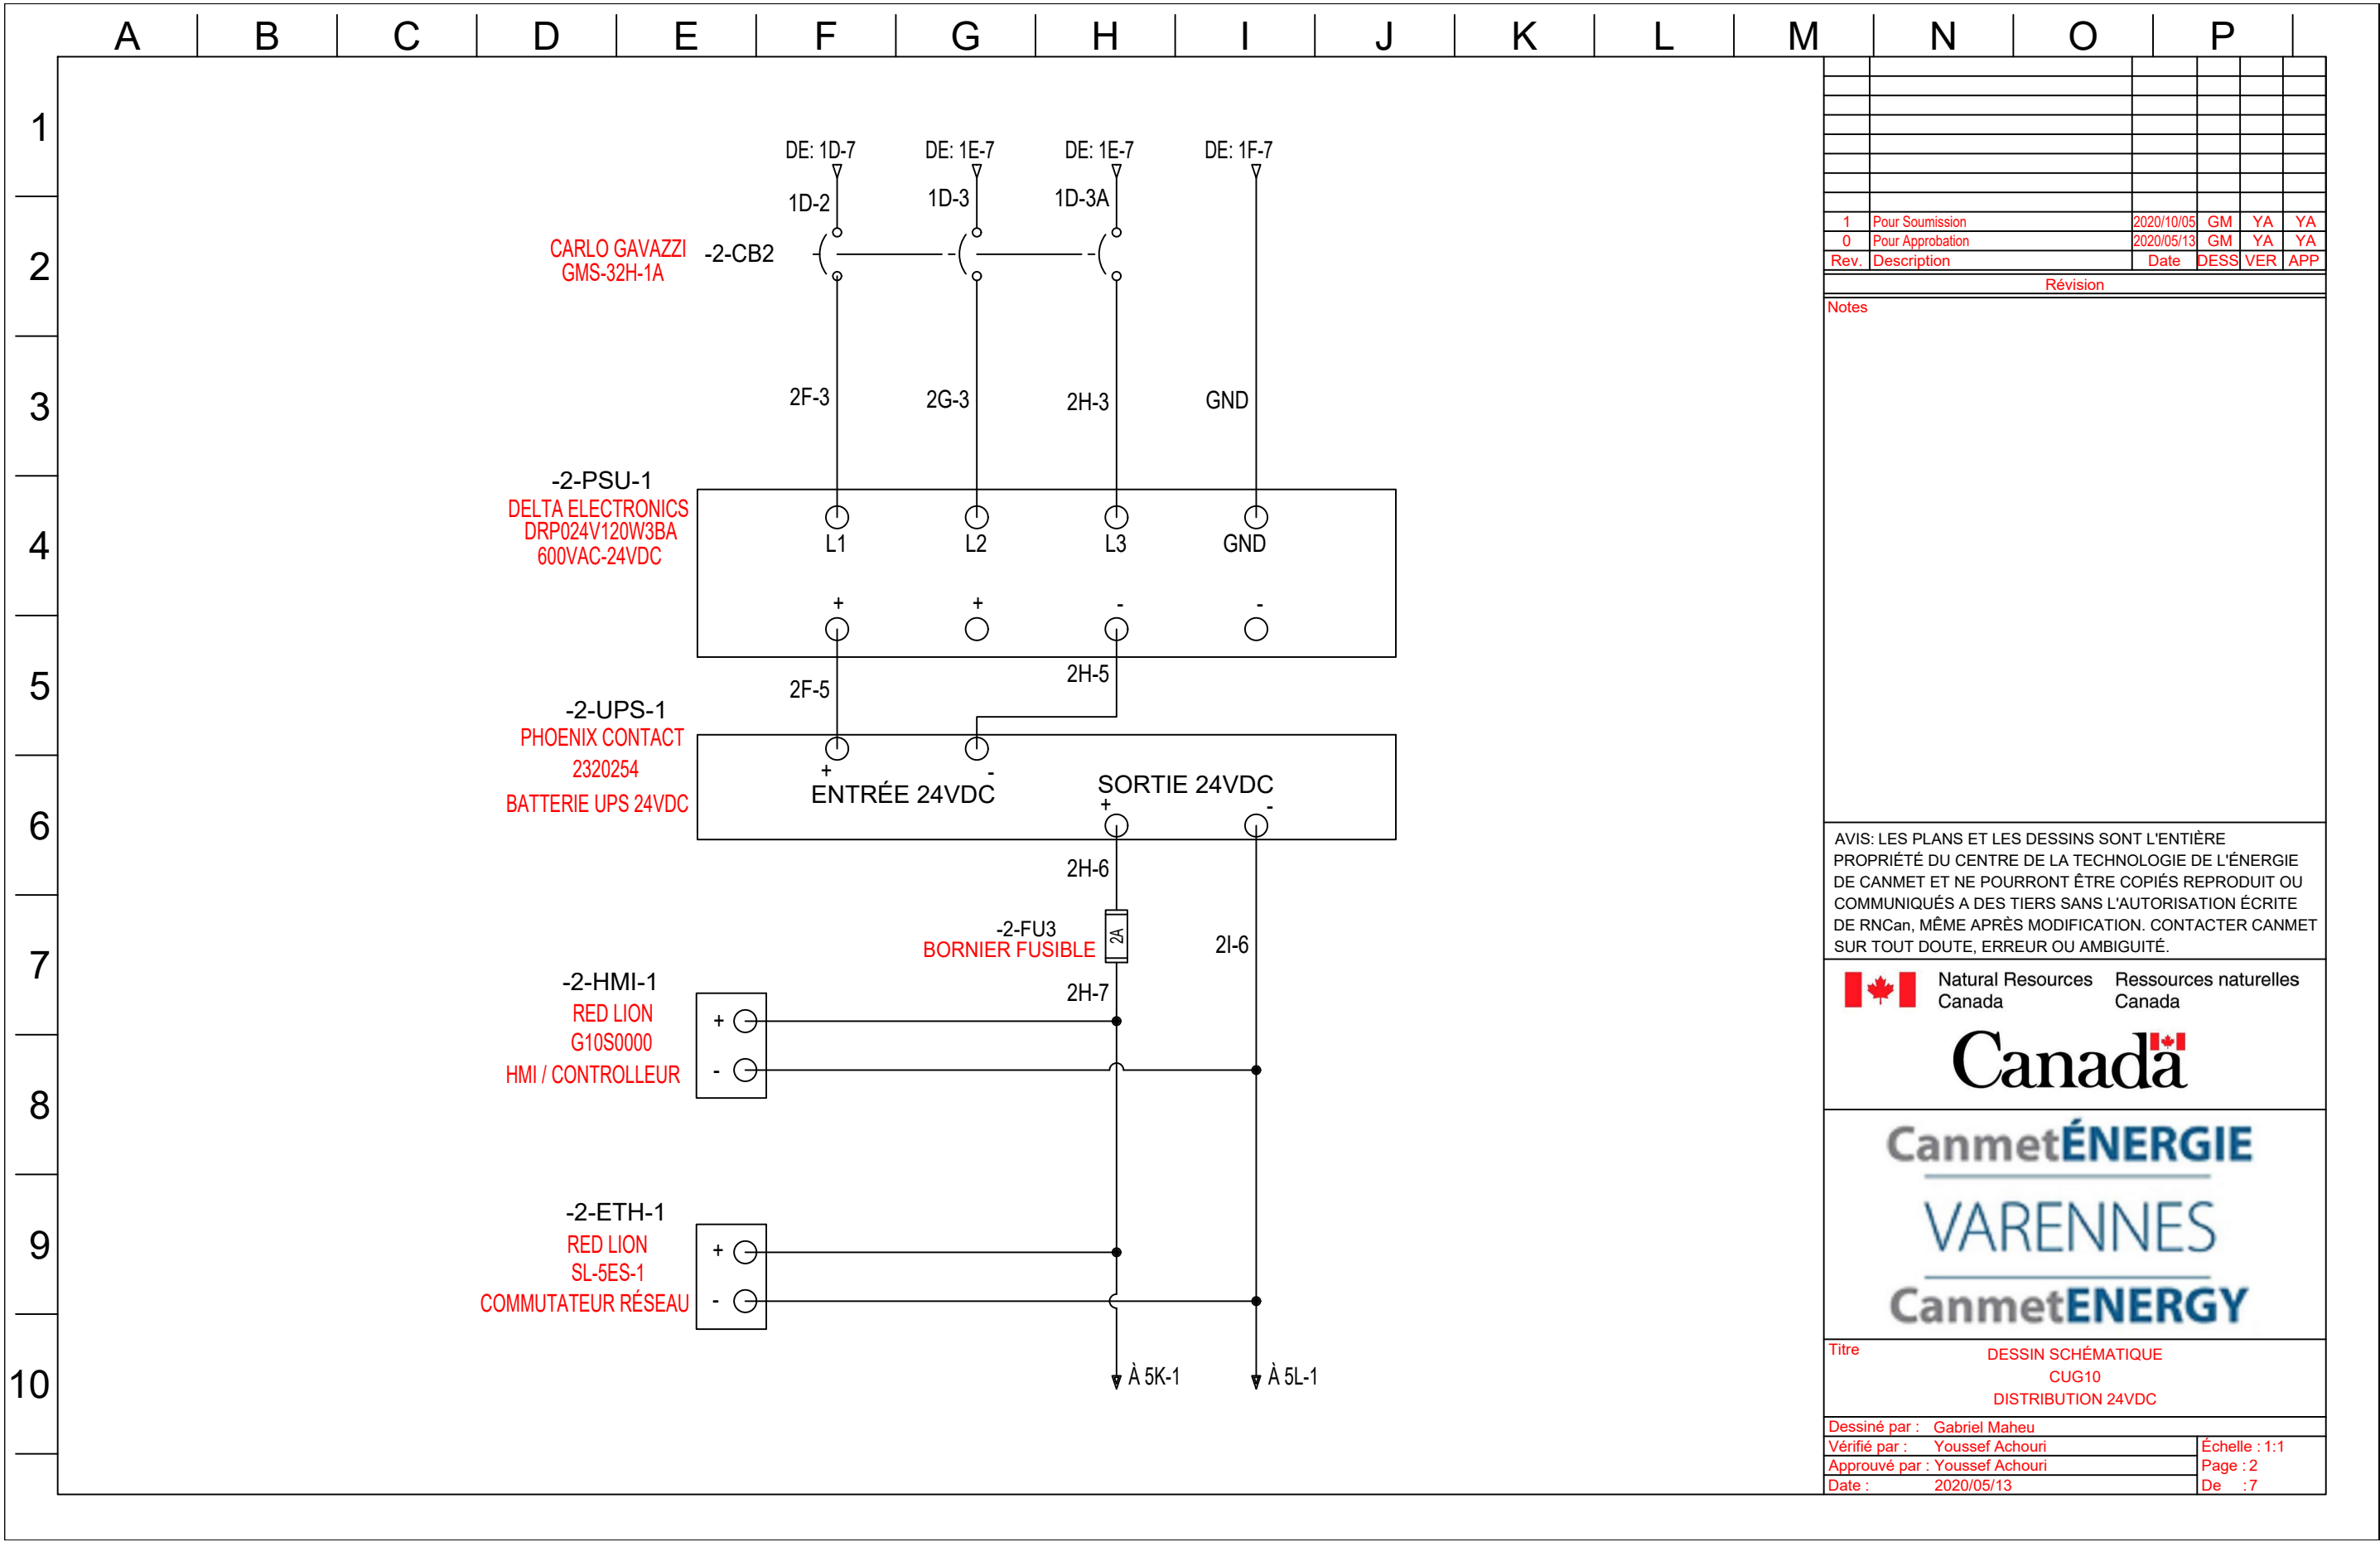 A B C D E F G H I J K L M N O P
1
2
3
4
5
6
7
8
9
10
DE: 1D-7
DE: 1E-7
DE: 1E-7
DE: 1F-7
1D-2
1D-3
1D-3A
CARLO GAVAZZI
GMS-32H-1A
-2-CB2
2F-3
2G-3
2H-3
GND
-2-PSU-1
DELTA ELECTRONICS
DRP024V120W3BA
600VAC-24VDC
L1
L2
L3
GND
+
+
-
-
2F-5
2H-5
-2-UPS-1
PHOENIX CONTACT
2320254
BATTERIE UPS 24VDC
+
-
ENTRÉE 24VDC
SORTIE 24VDC
+
-
2H-6
-2-FU3
BORNIER FUSIBLE
2A
2I-6
2H-7
-2-HMI-1
RED LION
G10S0000
HMI / CONTROLLEUR
+
-
-2-ETH-1
RED LION
SL-5ES-1
COMMUTATEUR RÉSEAU
+
-
À 5K-1
À 5L-1
1 Pour Soumission 2020/10/05 GM YA YA
0 Pour Approbation 2020/05/13 GM YA YA
Rev. Description Date DESS VER APP
Révision
Notes
AVIS: LES PLANS ET LES DESSINS SONT L'ENTIÈRE
PROPRIÉTÉ DU CENTRE DE LA TECHNOLOGIE DE L'ÉNERGIE
DE CANMET ET NE POURRONT ÊTRE COPIÉS REPRODUIT OU
COMMUNIQUÉS A DES TIERS SANS L'AUTORISATION ÉCRITE
DE RNCan, MÊME APRÈS MODIFICATION. CONTACTER CANMET
SUR TOUT DOUTE, ERREUR OU AMBIGUITÉ.
Natural Resources
Canada
Ressources naturelles
Canada
Canada
CanmetÉNERGIE
VARENNES
CanmetENERGY
Titre
DESSIN SCHÉMATIQUE
CUG10
DISTRIBUTION 24VDC
Dessiné par : Gabriel Maheu
Vérifié par : Youssef Achouri
Approuvé par : Youssef Achouri
Date : 2020/05/13
Échelle : 1:1
Page : 2
De : 7